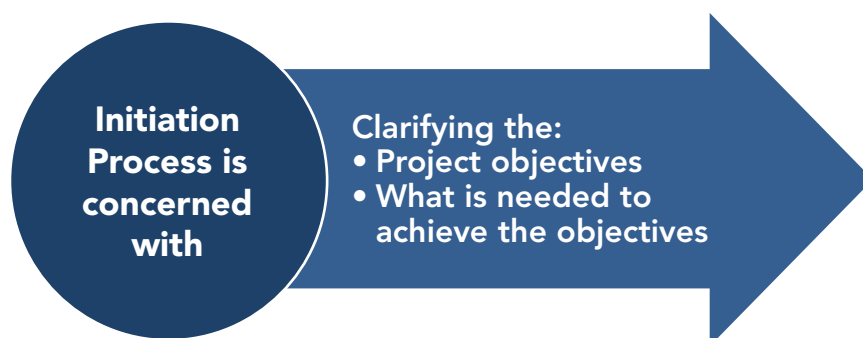 Initiation
Process is
concerned
with
Clarifying the:
• Project objectives
• What is needed to
achieve the objectives